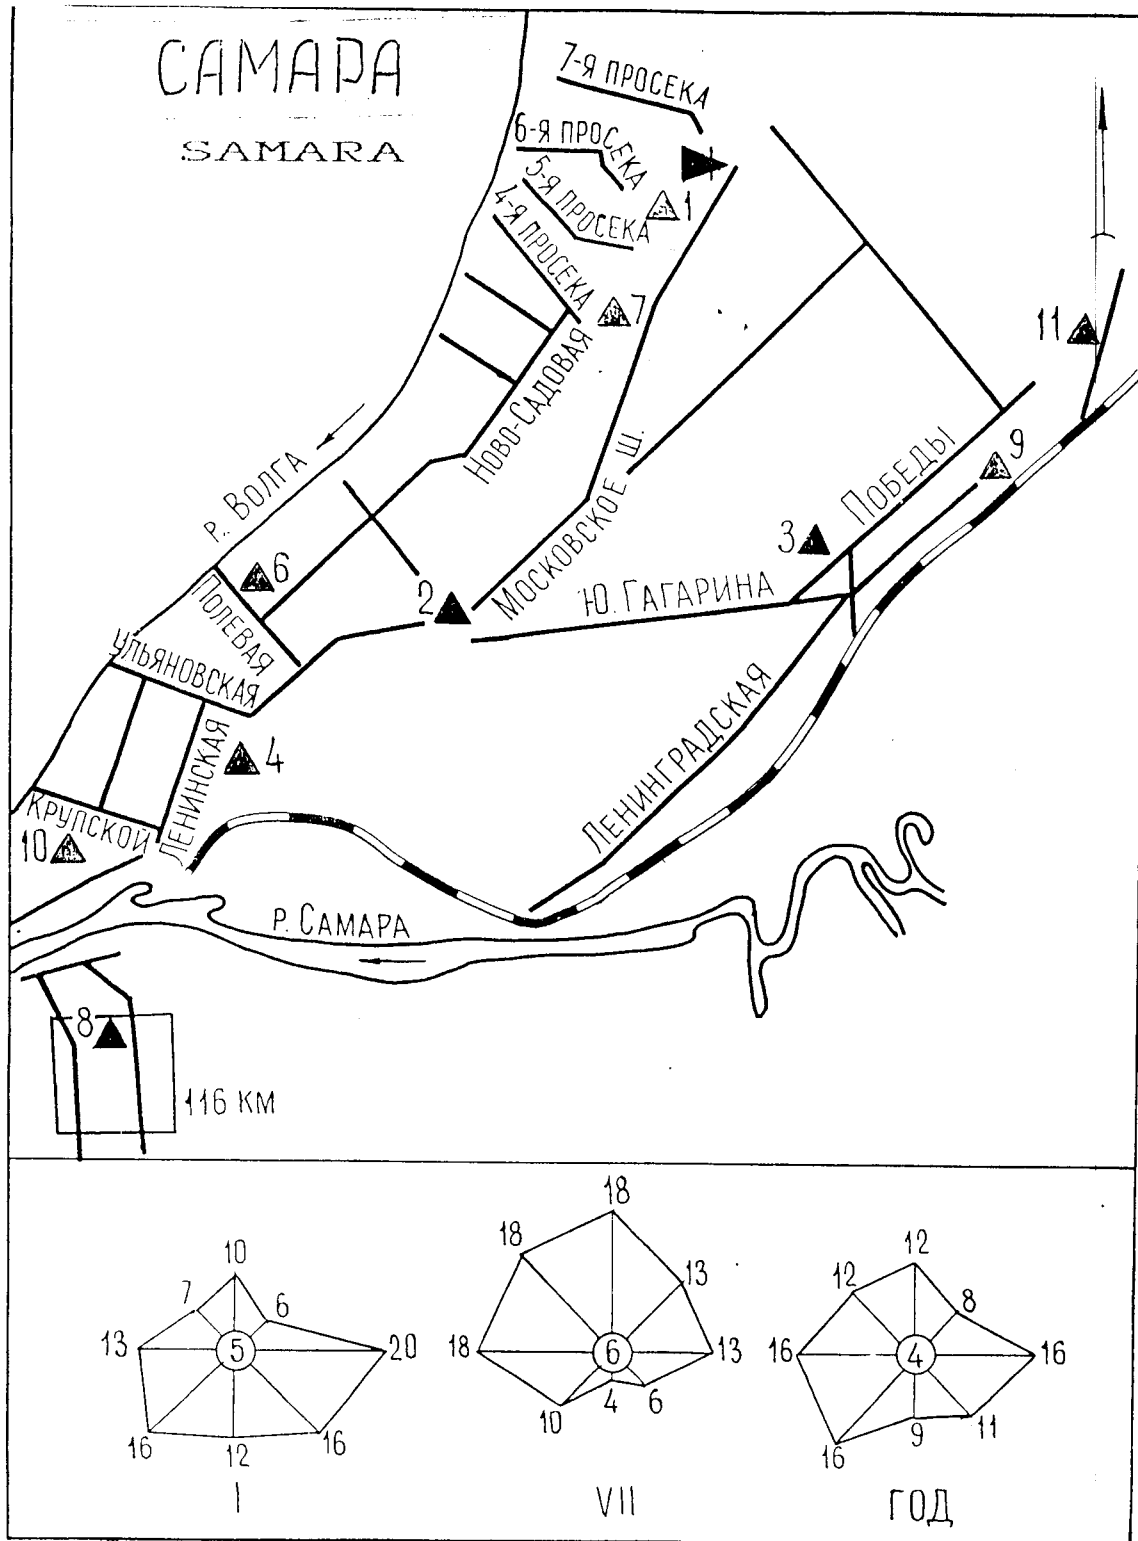 САМАРА
SAMARA
7-Я ПРОСЕКА
6-Я ПРОСЕКА
5-Я ПРОСЕКА
4-Я ПРОСЕКА
1
7
11
НОВО-САДОВАЯ
Р. ВОЛГА
МОСКОВСКОЕ Ш.
ПОБЕДЫ
9
3
6
2
Ю. ГАГАРИНА
ПОЛЕВАЯ
УЛЬЯНОВСКАЯ
ЛЕНИНСКАЯ
4
ЛЕНИНГРАДСКАЯ
КРУПСКОЙ
10
Р. САМАРА
8
116 КМ
10
7
6
13
5
20
16
12
16
I
18
18
13
18
6
13
10
4
6
VII
12
12
8
16
4
16
16
9
11
ГОД